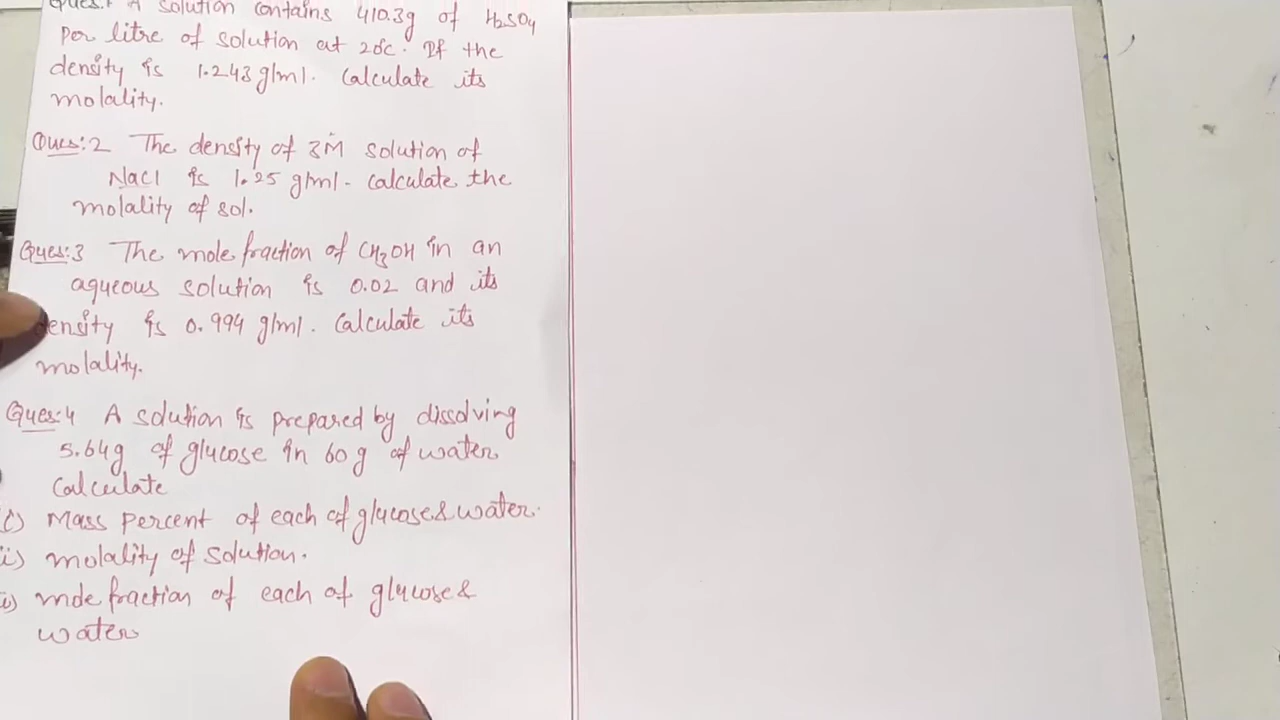 Ques:1 A solution contains 410.3g of H2SO4
per litre of solution at 20°c. If the
density is 1.243 g/ml. Calculate its
molality.
Ques:2 The density of 3M solution of
NaCl is 1.25 g/ml. Calculate the
molality of sol.
Ques:3 The mole fraction of CH3OH in an
aqueous solution is 0.02 and its
density is 0.994 g/ml. Calculate its
molality.
Ques:4 A solution is prepared by dissolving
5.64g of glucose in 60g of water.
Calculate
i) Mass percent of each of glucose & water.
ii) molality of solution.
mole fraction of each of glucose &
water